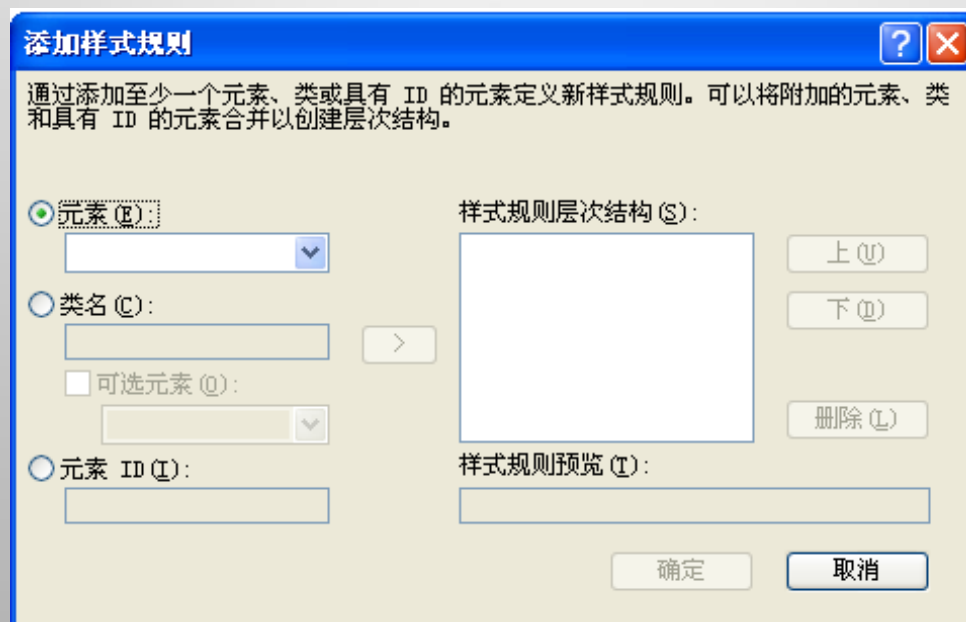 添加样式规则
通过添加至少一个元素、类或具有 ID 的元素定义新样式规则。可以将附加的元素、类
和具有 ID 的元素合并以创建层次结构。
元素(E):
样式规则层次结构(S):
上(U)
类名(C):
下(D)
>
可选元素(O):
删除(L)
元素 ID(I):
样式规则预览(T):
确定
取消